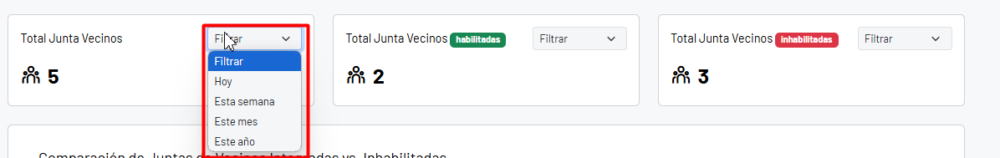 Total Junta Vecinos
Filtrar
5
Filtrar
Hoy
Esta semana
Este mes
Este año
Total Junta Vecinos habilitadas
Filtrar
2
Total Junta Vecinos inhabilitadas
Filtrar
3
Comparación de Juntas de Vecinos Integradas vs. Inhabilitadas